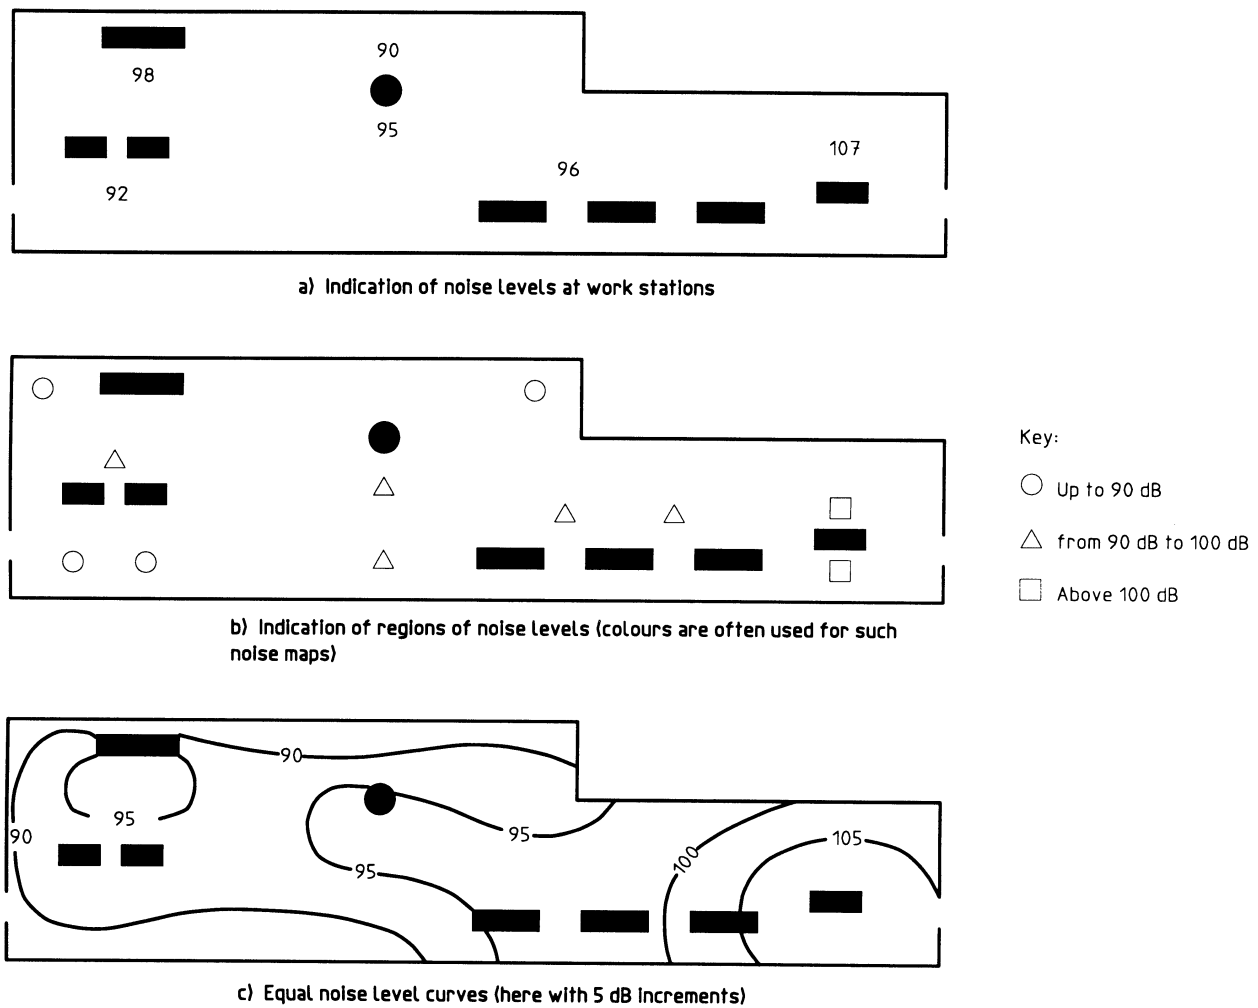 90
98
95
107
96
92
a) Indication of noise levels at work stations
Key:
Up to 90 dB
from 90 dB to 100 dB
Above 100 dB
b) Indication of regions of noise levels (colours are often used for such
noise maps)
90
95
90
95
95
100
105
c) Equal noise level curves (here with 5 dB increments)